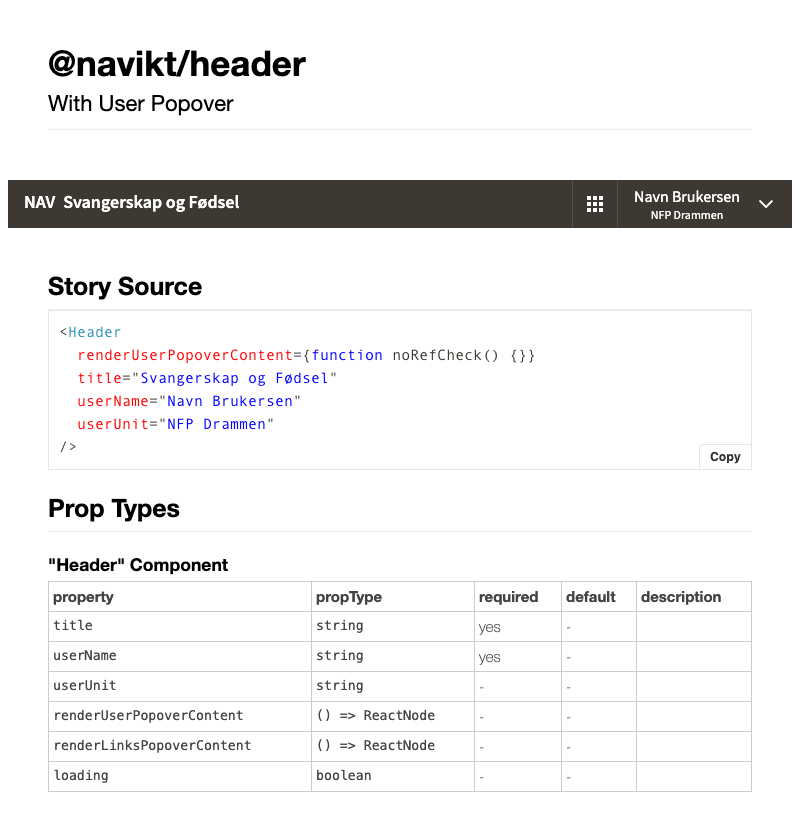 @navikt/header
With User Popover
NAV Svangerskap og Fødsel
Navn Brukersen
NFP Drammen
Story Source
<Header
renderUserPopoverContent={function noRefCheck() {}}
title="Svangerskap og Fødsel"
userName="Navn Brukersen"
userUnit="NFP Drammen"
/>
Copy
Prop Types
"Header" Component
property propType required default description
title string yes -
userName string yes -
userUnit string - -
renderUserPopoverContent () => ReactNode - -
renderLinksPopoverContent () => ReactNode - -
loading boolean - -